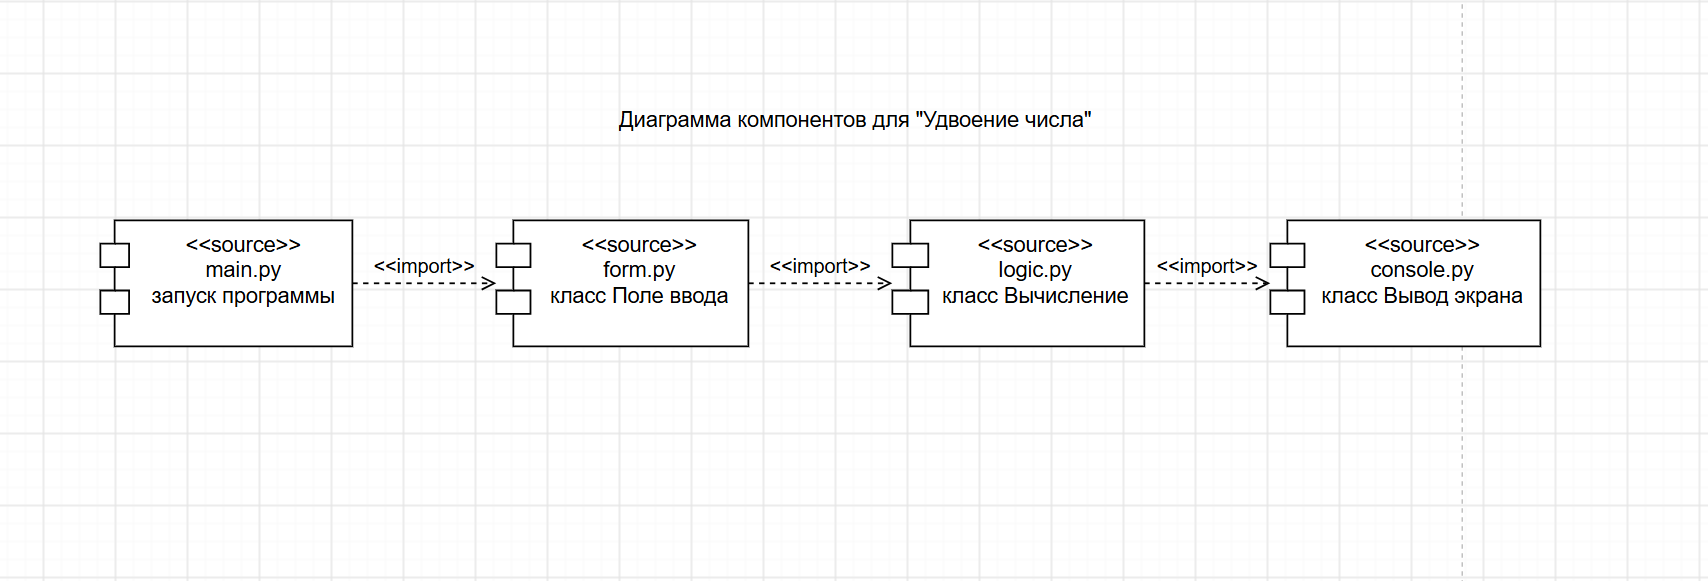 Диаграмма компонентов для "Удвоение числа"
<<source>>
main.py
запуск программы
<<import>>
<<source>>
form.py
класс Поле ввода
<<import>>
<<source>>
logic.py
класс Вычисление
<<import>>
<<source>>
console.py
класс Вывод экрана